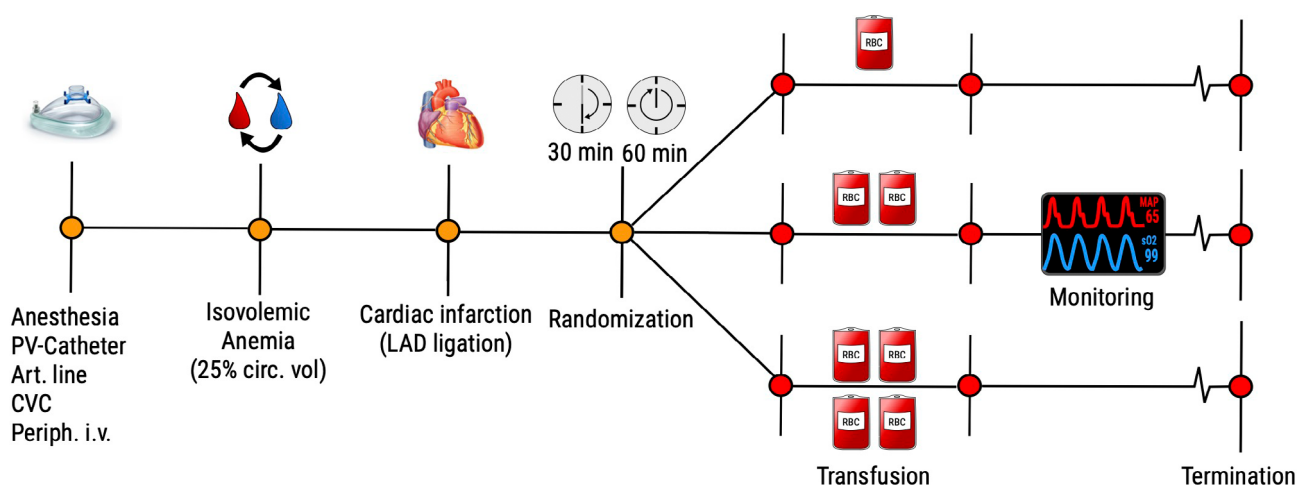 Anesthesia
PV-Catheter
Art. line
CVC
Periph. i.v.
Isovolemic
Anemia
(25% circ. vol)
Cardiac infarction
(LAD ligation)
30 min 60 min
Randomization
RBC
RBC RBC
RBC RBC
RBC RBC
Transfusion
MAP
65
sO2
99
Monitoring
Termination